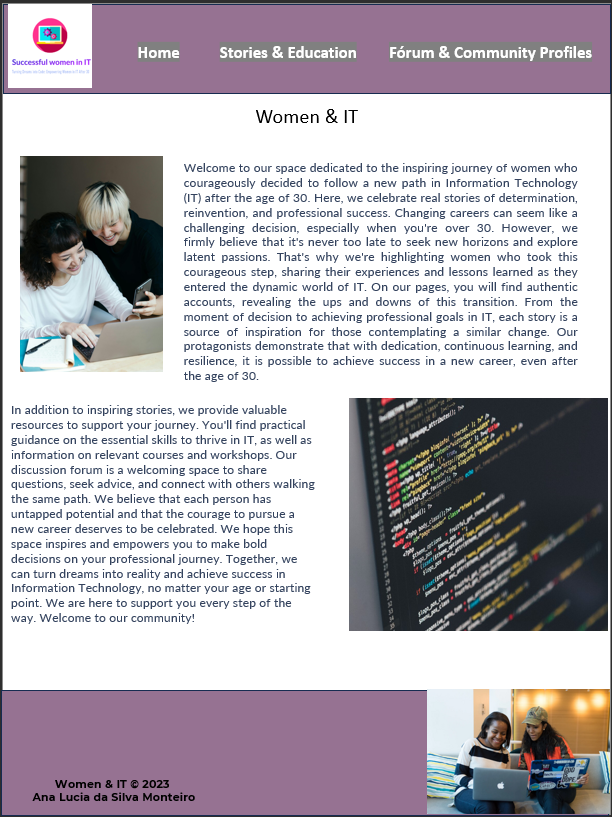 Successful women in IT
Home
Stories & Education
Fórum & Community Profiles
Women & IT
Welcome to our space dedicated to the inspiring journey of women who
courageously decided to follow a new path in Information Technology
(IT) after the age of 30. Here, we celebrate real stories of determination,
reinvention, and professional success. Changing careers can seem like a
challenging decision, especially when you're over 30. However, we
firmly believe that it's never too late to seek new horizons and explore
latent passions. That's why we're highlighting women who took this
courageous step, sharing their experiences and lessons learned as they
entered the dynamic world of IT. On our pages, you will find authentic
accounts, revealing the ups and downs of this transition. From the
moment of decision to achieving professional goals in IT, each story is a
source of inspiration for those contemplating a similar change. Our
protagonists demonstrate that with dedication, continuous learning, and
resilience, it is possible to achieve success in a new career, even after
the age of 30.
In addition to inspiring stories, we provide valuable
resources to support your journey. You'll find practical
guidance on the essential skills to thrive in IT, as well as
information on relevant courses and workshops. Our
discussion forum is a welcoming space to share
questions, seek advice, and connect with others walking
the same path. We believe that each person has
untapped potential and that the courage to pursue a
new career deserves to be celebrated. We hope this
space inspires and empowers you to make bold
decisions on your professional journey. Together, we
can turn dreams into reality and achieve success in
Information Technology, no matter your age or starting
point. We are here to support you every step of the
way. Welcome to our community!
Women & IT © 2023
Ana Lucia da Silva Monteiro